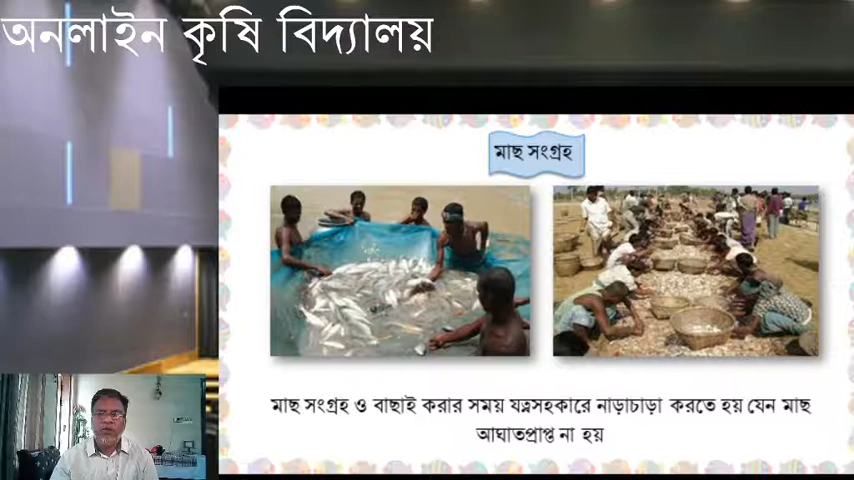 অনলাইন কৃষি বিদ্যালয়
মাছ সংগ্রহ
মাছ সংগ্রহ ও বাছাই করার সময় যত্নসহকারে নাড়াচাড়া করতে হয় যেন মাছ
আঘাতপ্রাপ্ত না হয়